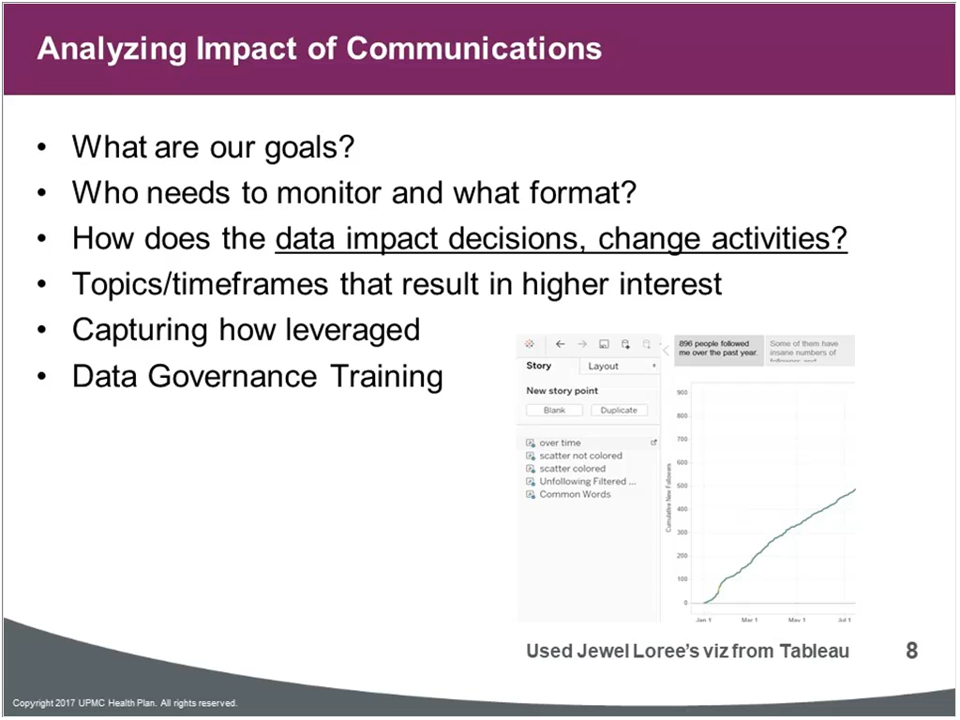 Analyzing Impact of Communications
• What are our goals?
• Who needs to monitor and what format?
• How does the data impact decisions, change activities?
• Topics/timeframes that result in higher interest
• Capturing how leveraged
• Data Governance Training
Story
Layout
New story point
Blank
Duplicate
over time
scatter not colored
scatter colored
Unfollowing Filtered ...
Common Words
896 people followed
me over the past year.
Some of them have
insane numbers of
Cumulative New Followers
900
800
700
600
500
400
300
200
100
0
Jan 1
Mar 1
May 1
Jul 1
Used Jewel Loree's viz from Tableau
8
Copyright 2017 UPMC Health Plan. All rights reserved.